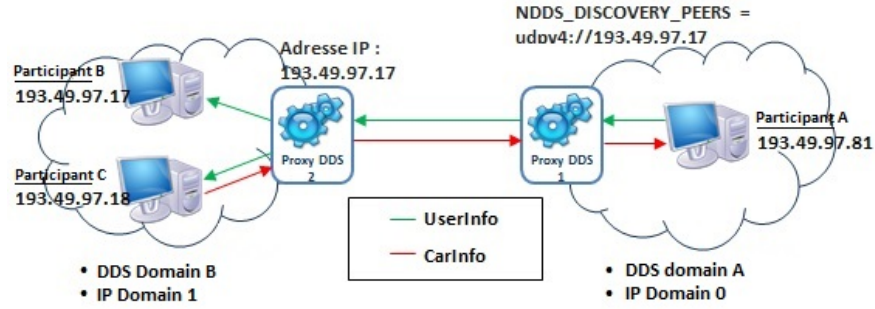 NDDS_DISCOVERY_PEERS =
udpv4://193.49.97.17
Adresse IP :
193.49.97.17
Participant B
193.49.97.17
Participant A
193.49.97.81
Proxy DDS
2
Proxy DDS
1
Participant C
193.49.97.18
UserInfo
CarInfo
• DDS Domain B
• IP Domain 1
• DDS domain A
• IP Domain 0